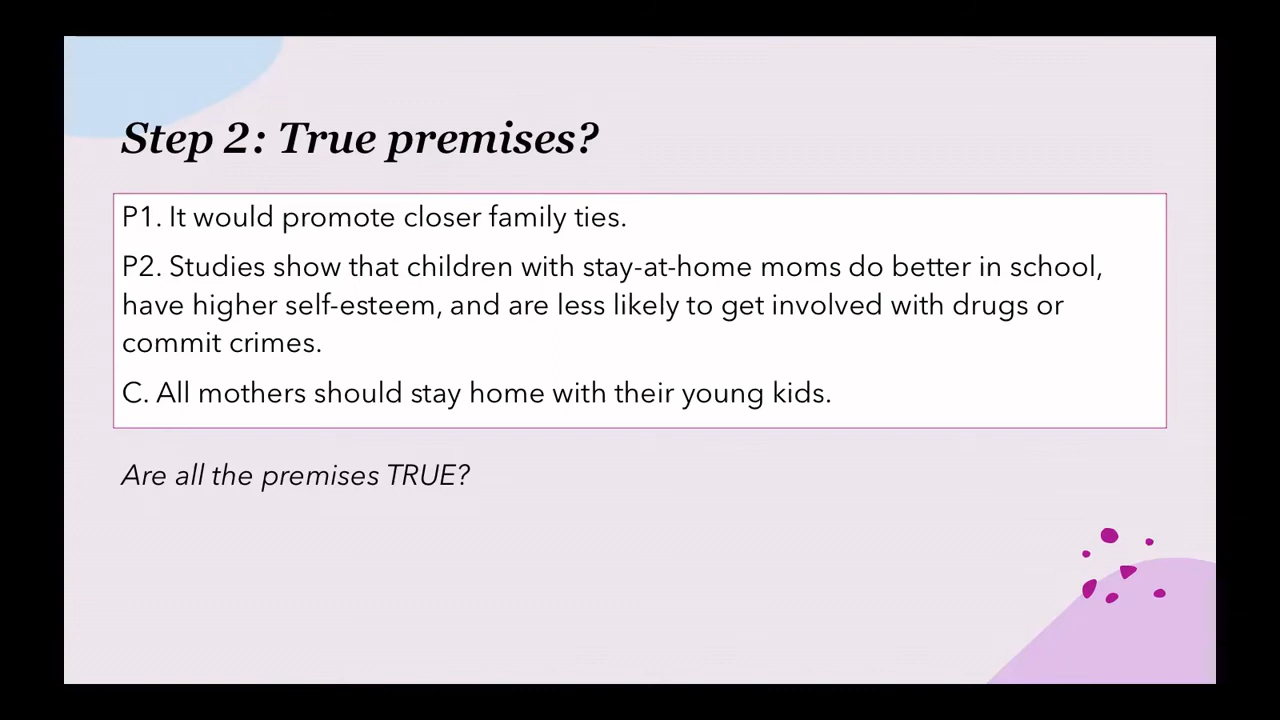 Step 2: True premises?
P1. It would promote closer family ties.
P2. Studies show that children with stay-at-home moms do better in school,
have higher self-esteem, and are less likely to get involved with drugs or
commit crimes.
C. All mothers should stay home with their young kids.
Are all the premises TRUE?